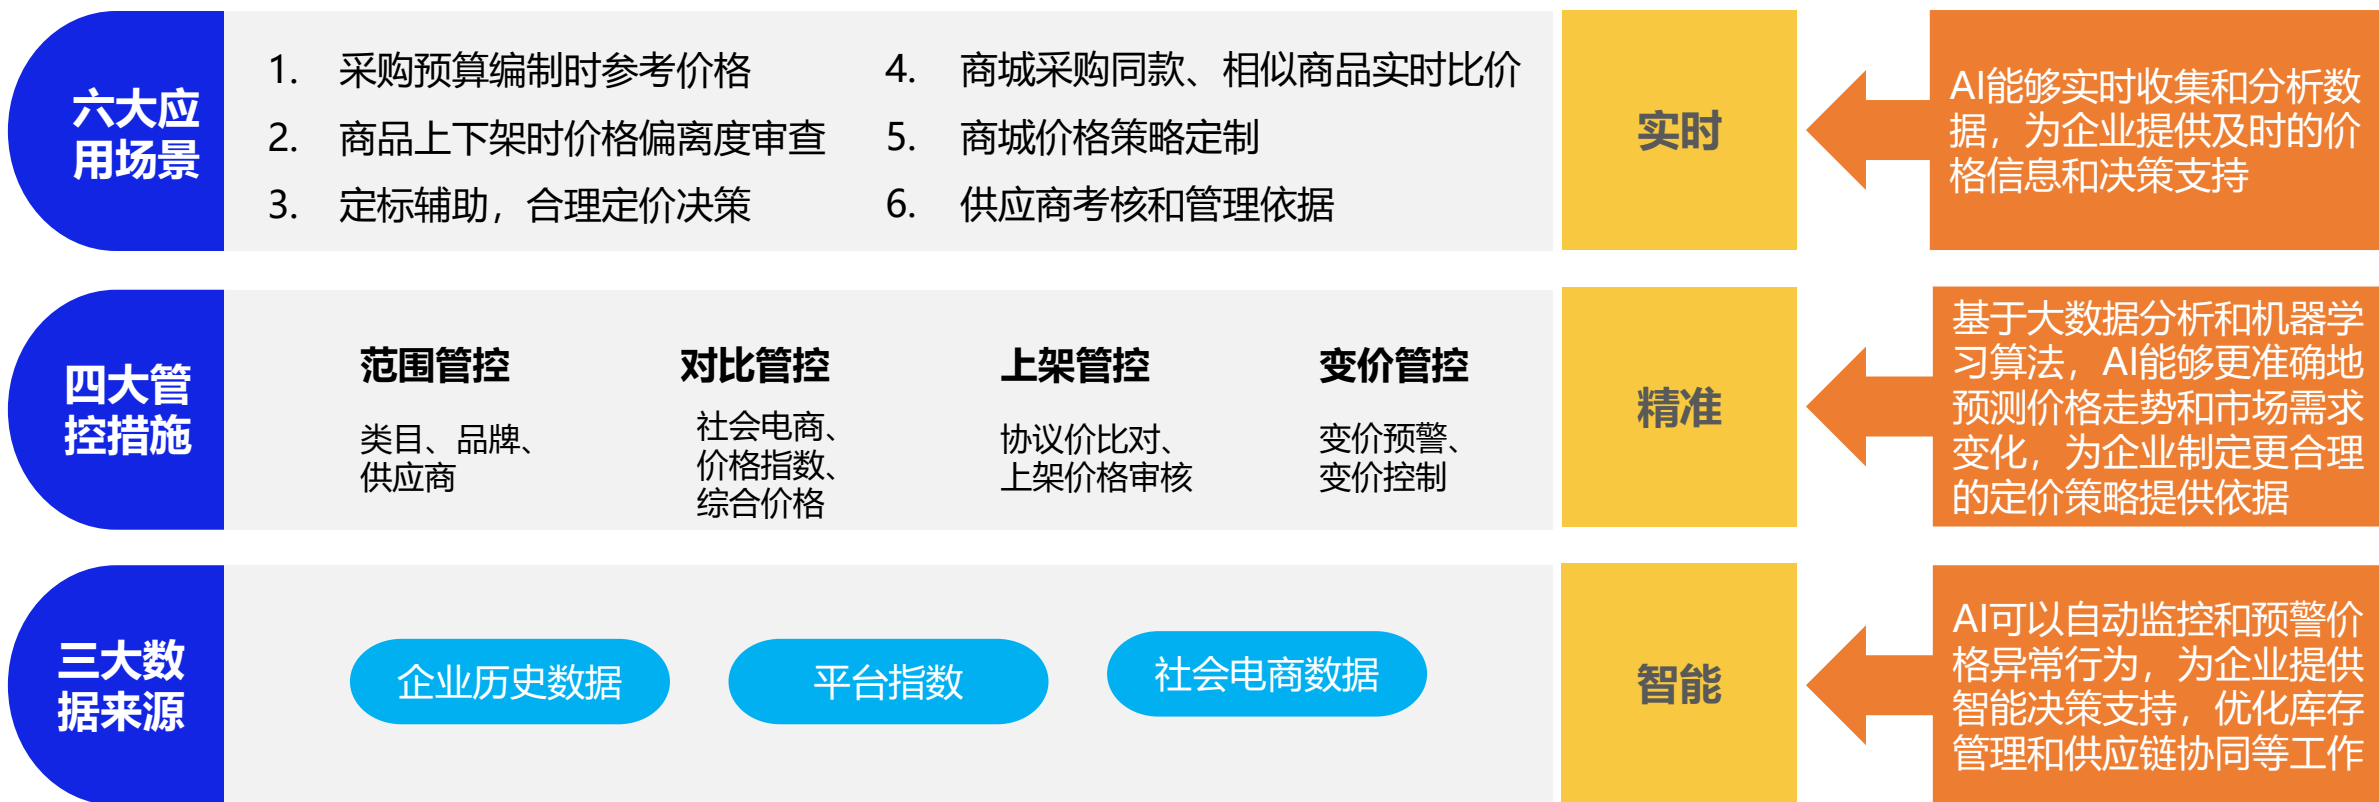 六大应
用场景
1. 采购预算编制时参考价格
2. 商品上下架时价格偏离度审查
3. 定标辅助，合理定价决策
4. 商城采购同款、相似商品实时比价
5. 商城价格策略定制
6. 供应商考核和管理依据
实时
AI能够实时收集和分析数
据，为企业提供及时的价
格信息和决策支持
四大管
控措施
范围管控
类目、品牌、
供应商
对比管控
社会电商、
价格指数、
综合价格
上架管控
协议价比对、
上架价格审核
变价管控
变价预警、
变价控制
精准
基于大数据分析和机器学
习算法，AI能够更准确地
预测价格走势和市场需求
变化，为企业制定更合理
的定价策略提供依据
三大数
据来源
企业历史数据
平台指数
社会电商数据
智能
AI可以自动监控和预警价
格异常行为，为企业提供
智能决策支持，优化库存
管理和供应链协同等工作